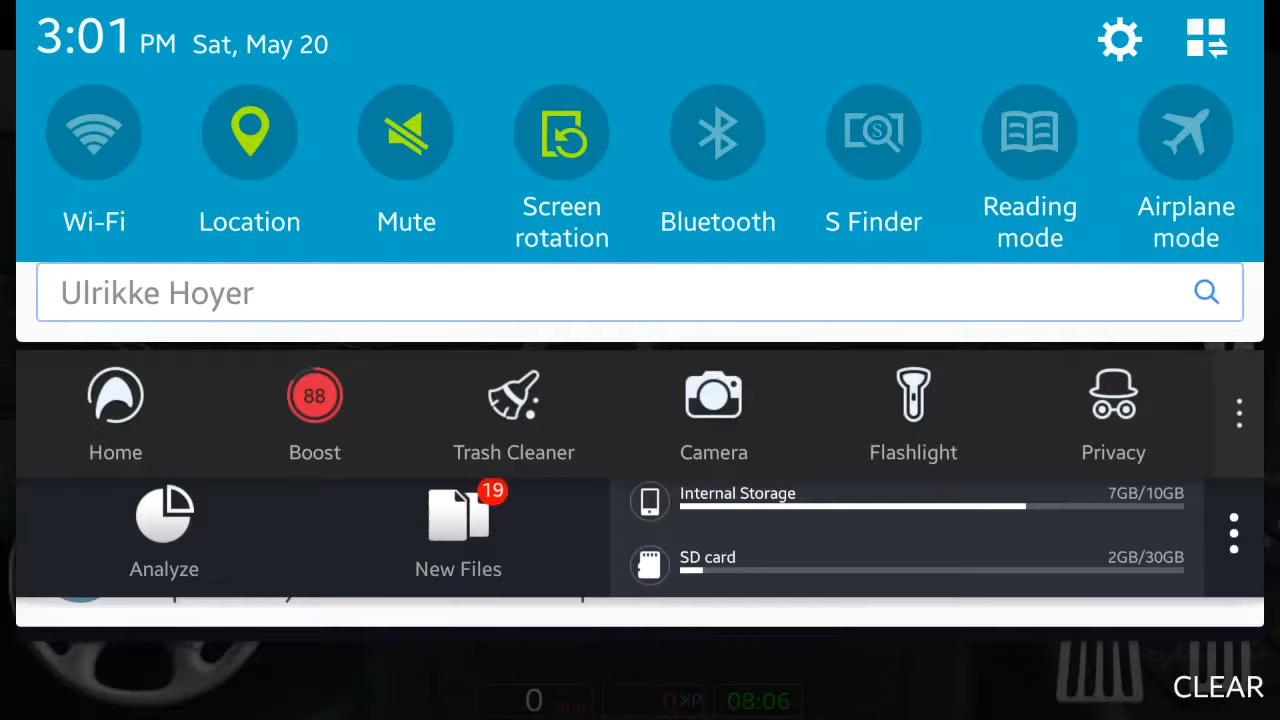 3:01 PM Sat, May 20
Wi-Fi
Location
Mute
Screen
rotation
Bluetooth
S Finder
Reading
mode
Airplane
mode
Ulrikke Hoyer
88
Home
Boost
Trash Cleaner
Camera
Flashlight
Privacy
19
Analyze
New Files
Internal Storage 7GB/10GB
SD card 2GB/30GB
CLEAR
0 MPH 0XP 08:06